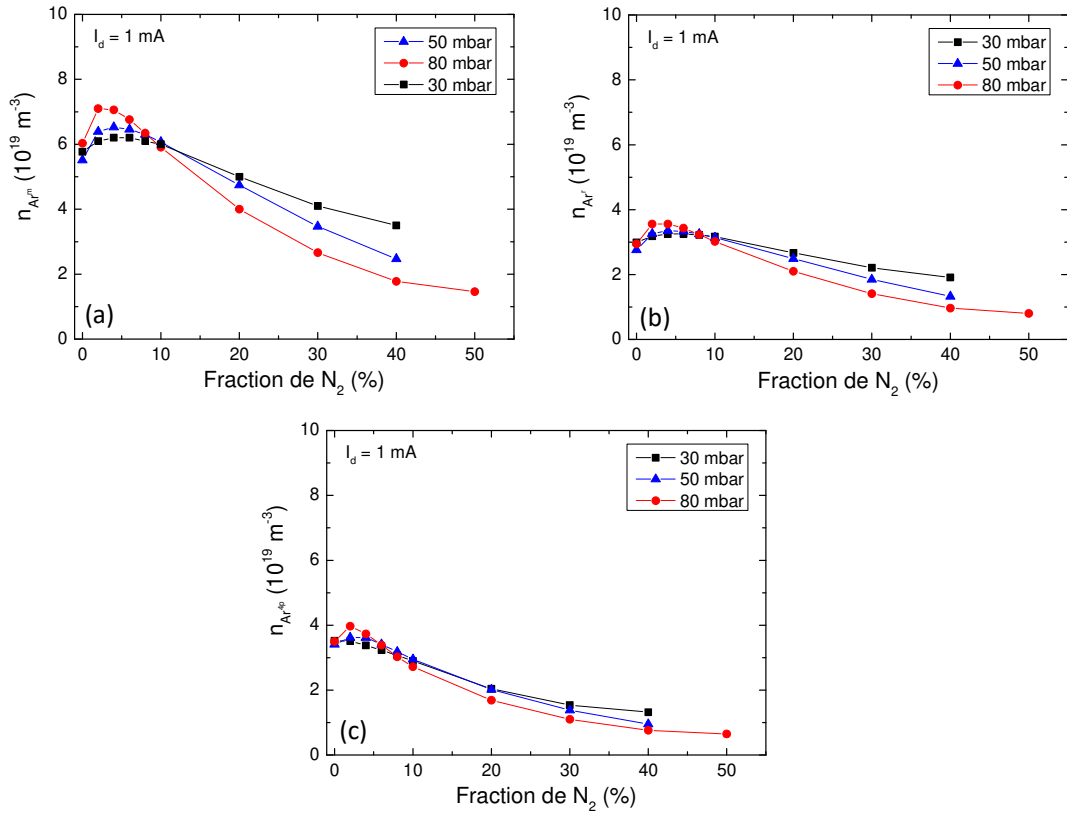 I_d = 1 mA
50 mbar
80 mbar
30 mbar
n_Ar^m (10^19 m^-3)
10
8
6
4
2
0
(a)
0 10 20 30 40 50
Fraction de N_2 (%)
I_d = 1 mA
30 mbar
50 mbar
80 mbar
n_Ar^r (10^19 m^-3)
10
8
6
4
2
0
(b)
0 10 20 30 40 50
Fraction de N_2 (%)
I_d = 1 mA
30 mbar
50 mbar
80 mbar
n_Ar^4p (10^19 m^-3)
10
8
6
4
2
0
(c)
0 10 20 30 40 50
Fraction de N_2 (%)